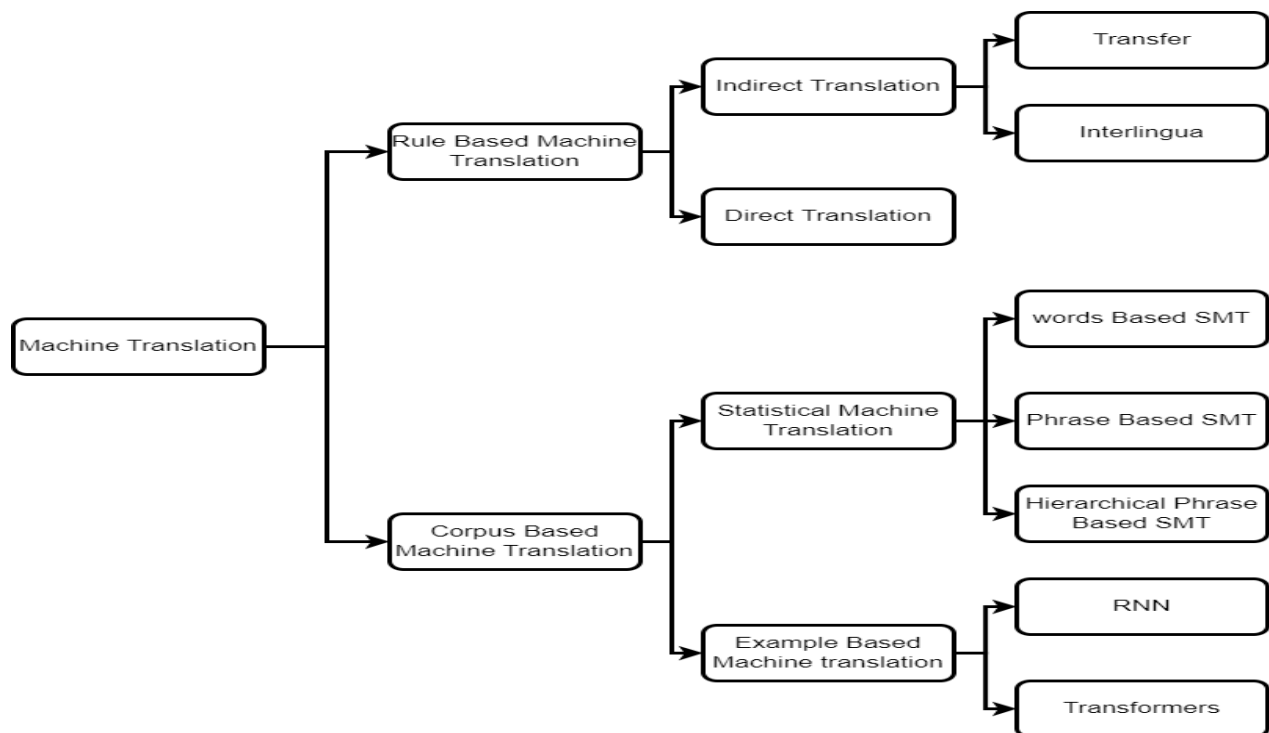 Transfer
Indirect Translation
Interlingua
Rule Based Machine
Translation
Direct Translation
Machine Translation
words Based SMT
Statistical Machine
Translation
Phrase Based SMT
Hierarchical Phrase
Based SMT
Corpus Based
Machine Translation
RNN
Example Based
Machine translation
Transformers